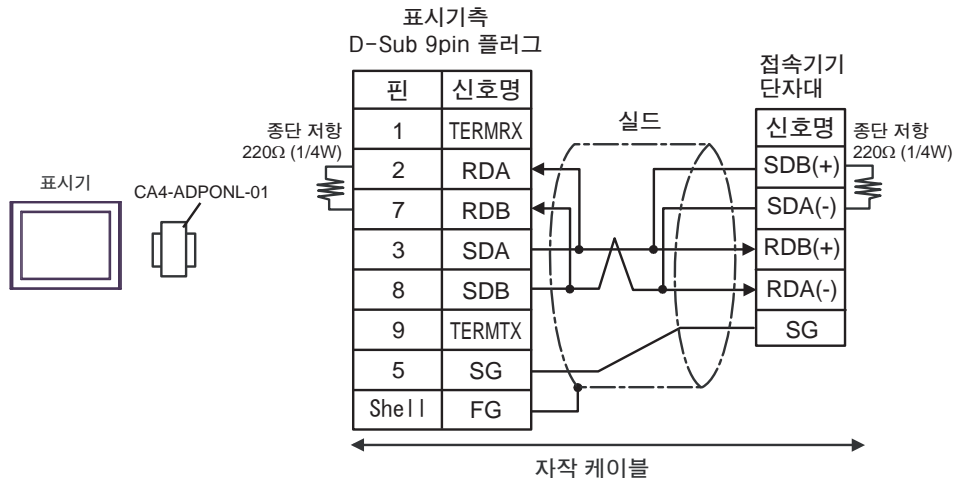 표시기측
D-Sub 9pin 플러그
접속기기
단자대
핀 신호명
1 TERMRX
2 RDA
7 RDB
3 SDA
8 SDB
9 TERMTX
5 SG
Shell FG
종단 저항
220Ω (1/4W)
표시기
CA4-ADPONL-01
실드
신호명
SDB(+)
SDA(-)
RDB(+)
RDA(-)
SG
종단 저항
220Ω (1/4W)
자작 케이블